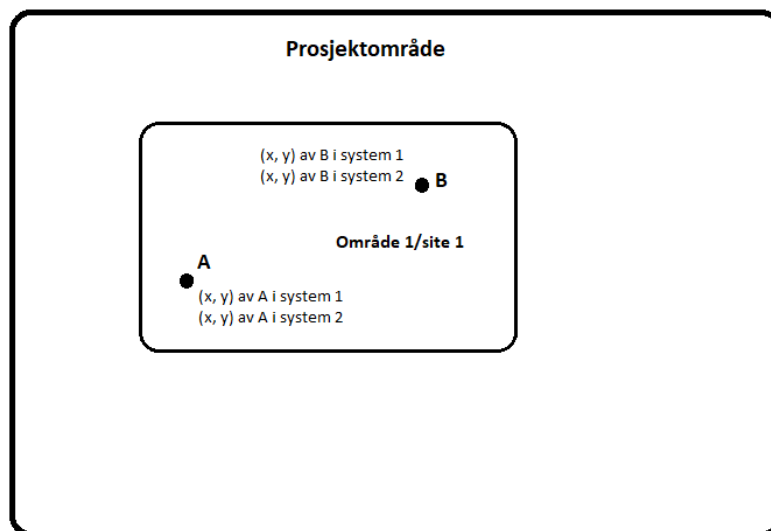 Prosjektområde
(x, y) av B i system 1
(x, y) av B i system 2
B
Område 1/site 1
A
(x, y) av A i system 1
(x, y) av A i system 2